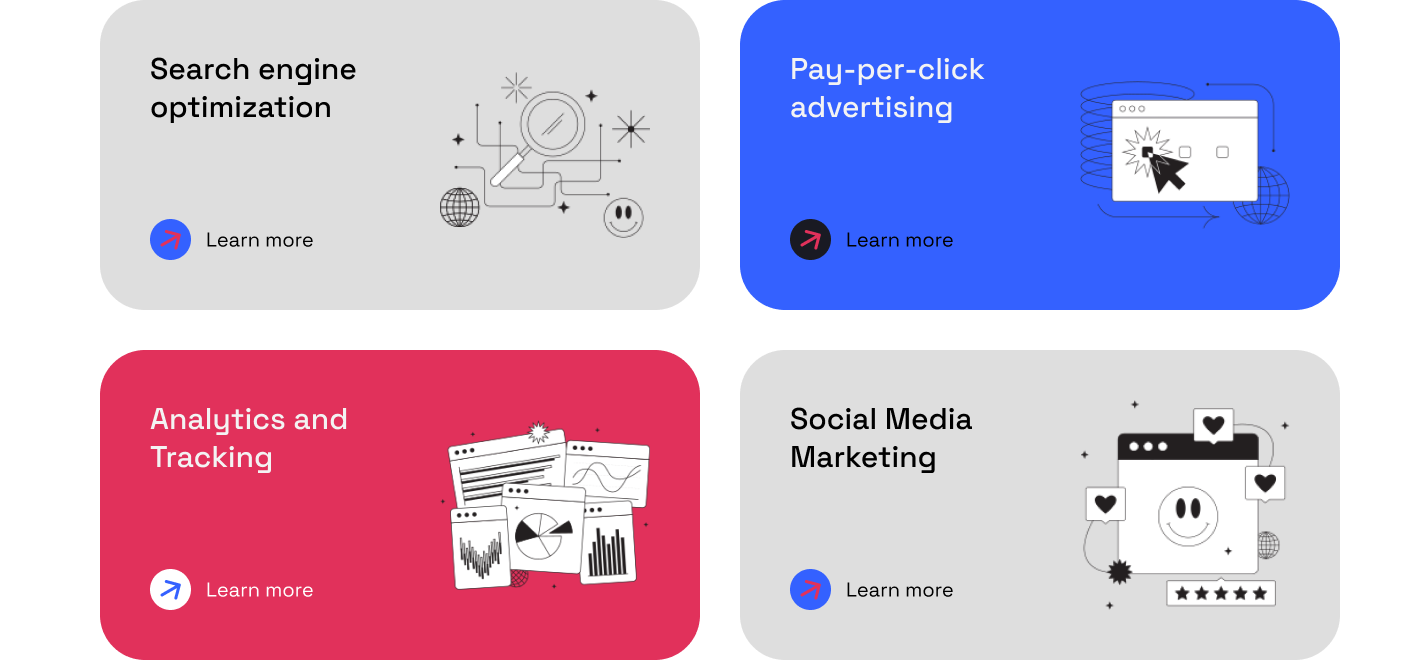 Search engine
optimization
Learn more
Pay-per-click
advertising
Learn more
Analytics and
Tracking
Learn more
Social Media
Marketing
Learn more